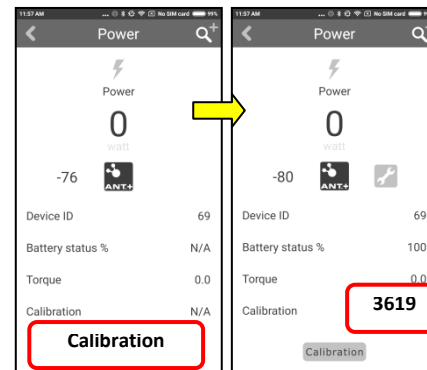 11:57 AM ... No SIM card 99%
Power
Power
0
watt
-76 ANT+
Device ID 69
Battery status % N/A
Torque 0.0
Calibration N/A
Calibration
11:57 AM ... No SIM card
Power
Power
0
watt
-80 ANT+
Device ID 69
Battery status % 100
Torque 0.0
Calibration 3619
Calibration